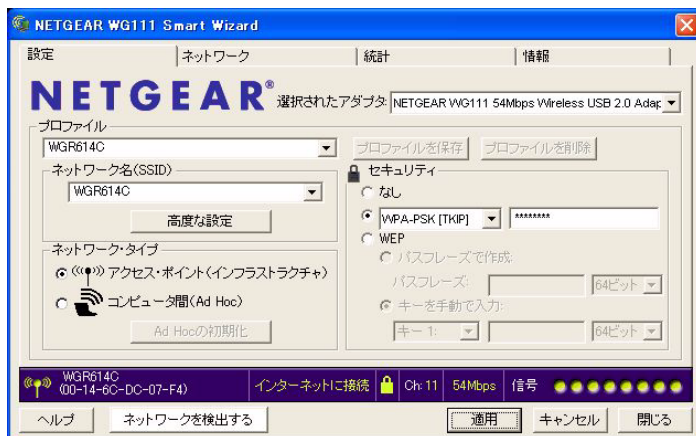 NETGEAR WG111 Smart Wizard
設定 ネットワーク 統計 情報
NETGEAR® 選択されたアダプタ: NETGEAR WG111 54Mbps Wireless USB 2.0 Adap
プロファイル
WGR614C
プロファイルを保存 プロファイルを削除
ネットワーク名(SSID)
WGR614C
高度な設定
ネットワーク・タイプ
アクセス・ポイント(インフラストラクチャ)
コンピュータ間(Ad Hoc)
Ad Hocの初期化
セキュリティ
なし
WPA-PSK [TKIP] ********
WEP
パスフレーズで作成:
パスフレーズ: 64ビット
キーを手動で入力:
キー 1: 64ビット
WGR614C
(00-14-6C-DC-07-F4) インターネットに接続 Ch: 11 54Mbps 信号
ヘルプ ネットワークを検出する 適用 キャンセル 閉じる